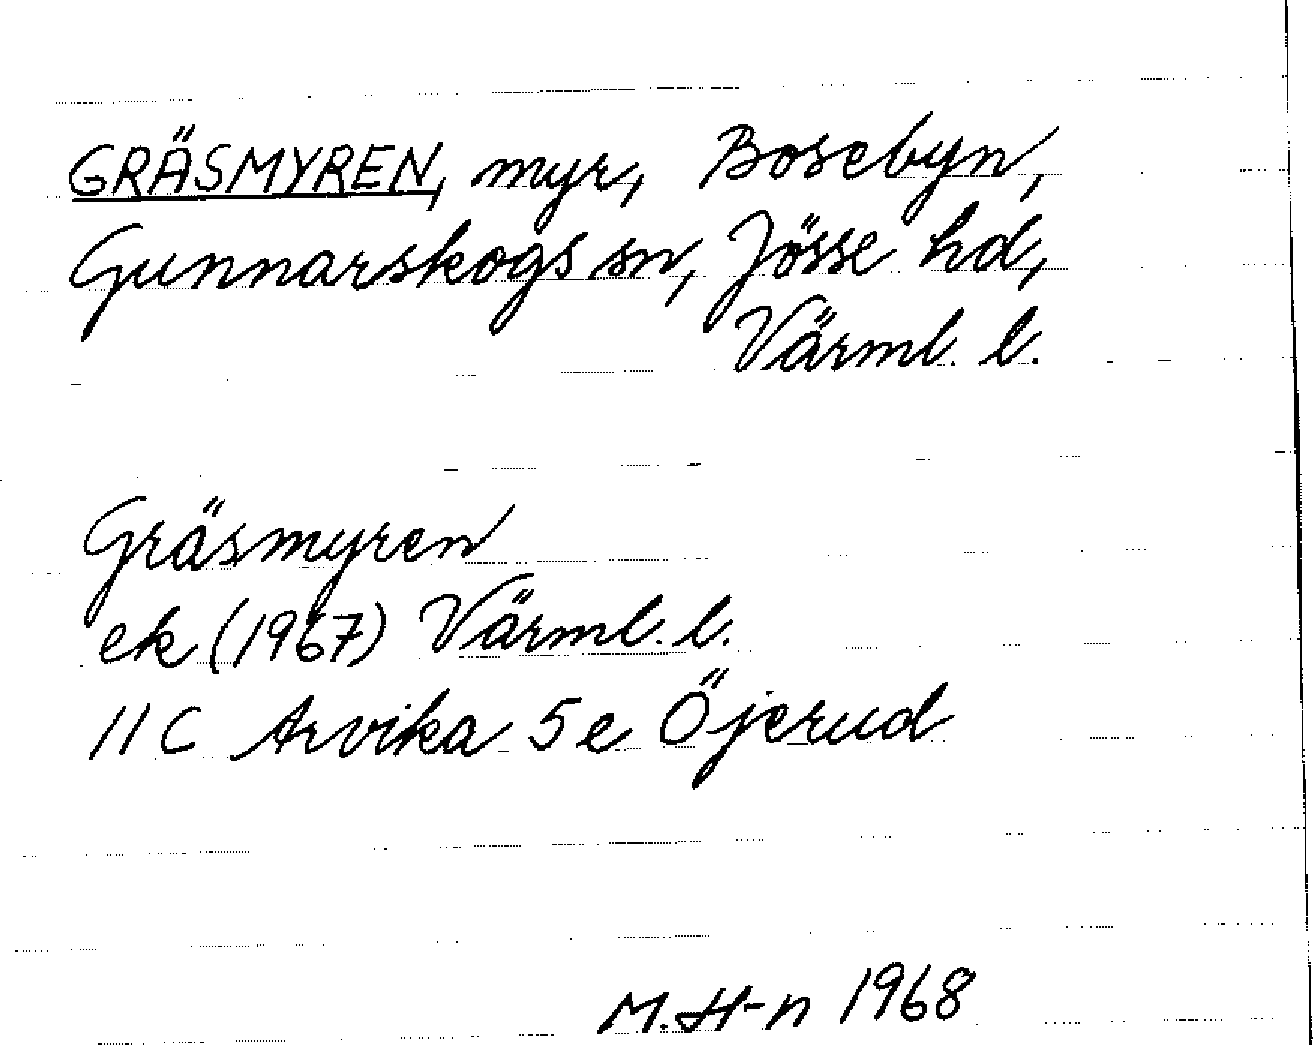 GRÄSMYREN, myr, Bosebyn,
Gunnarskogs sn, Jösse hd,
Värml. l.
Gräsmyren
ek (1967) Värml. l.
11C Arvika 5e Öjerud
M.H-n 1968